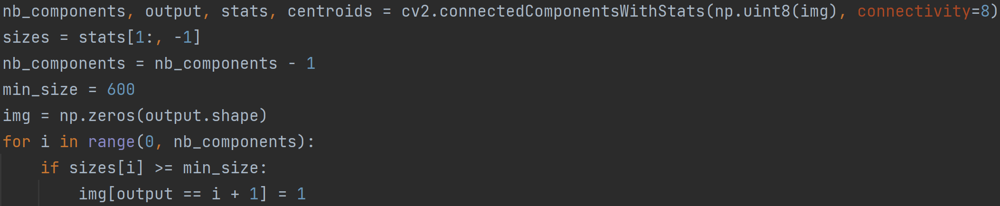 nb_components, output, stats, centroids = cv2.connectedComponentsWithStats(np.uint8(img), connectivity=8)
sizes = stats[1:, -1]
nb_components = nb_components - 1
min_size = 600
img = np.zeros(output.shape)
for i in range(0, nb_components):
    if sizes[i] >= min_size:
        img[output == i + 1] = 1